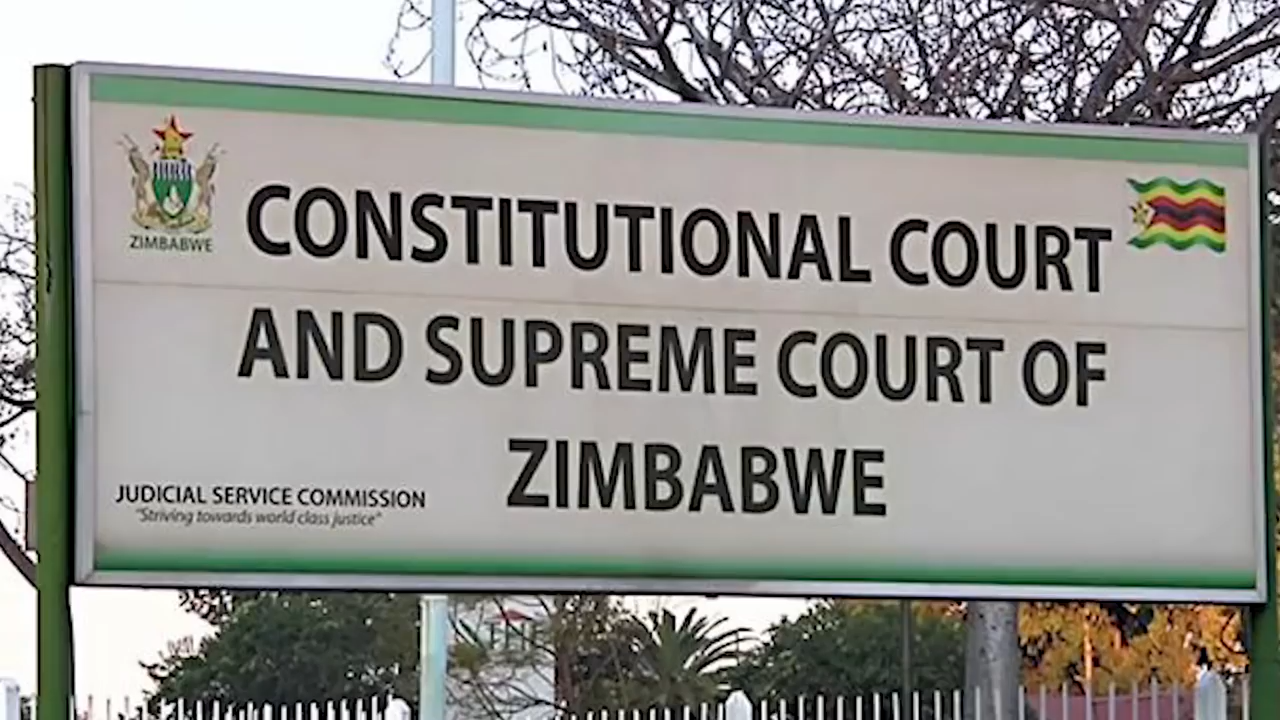 ZIMBABWE
CONSTITUTIONAL COURT
AND SUPREME COURT OF
ZIMBABWE
JUDICIAL SERVICE COMMISSION
"Striving towards world class justice"